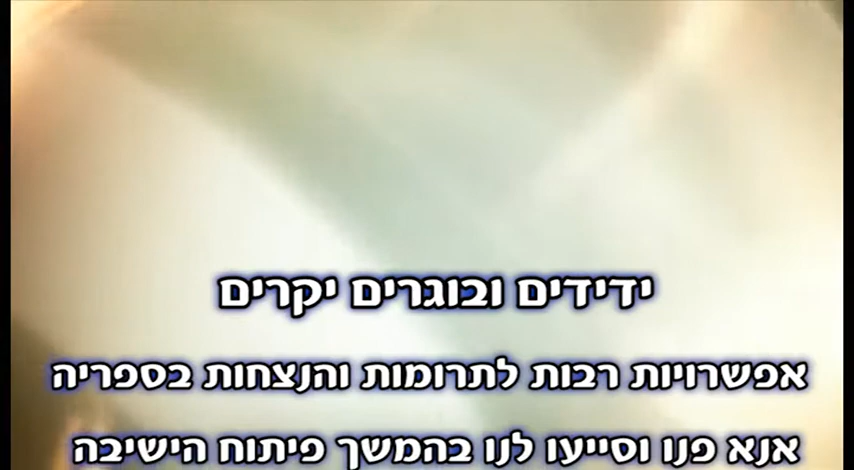 ידידים ובוגרים יקרים
אפשרויות רבות לתרומות והנצחות בספריה
אנא פנו וסייעו לנו בהמשך פיתוח הישיבה